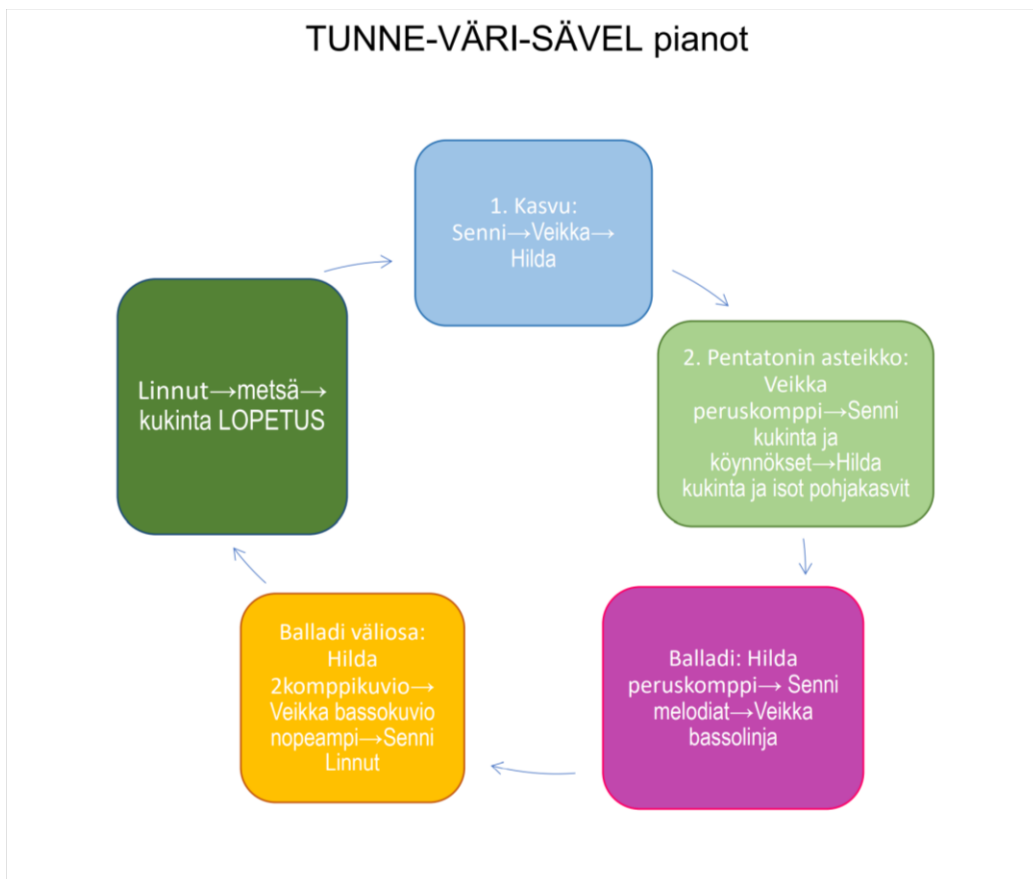 TUNNE-VÄRI-SÄVEL pianot
1. Kasvu:
Senni→Veikka→
Hilda
2. Pentatonin asteikko:
Veikka
peruskomppi→Senni
kukinta ja
köynnökset→Hilda
kukinta ja isot pohjakasvit
Balladi: Hilda
peruskomppi→ Senni
melodiat→Veikka
bassolinja
Balladi väliosa:
Hilda
2komppikuvio→
Veikka bassokuvio
nopeampi→Senni
Linnut
Linnut→metsä→
kukinta LOPETUS